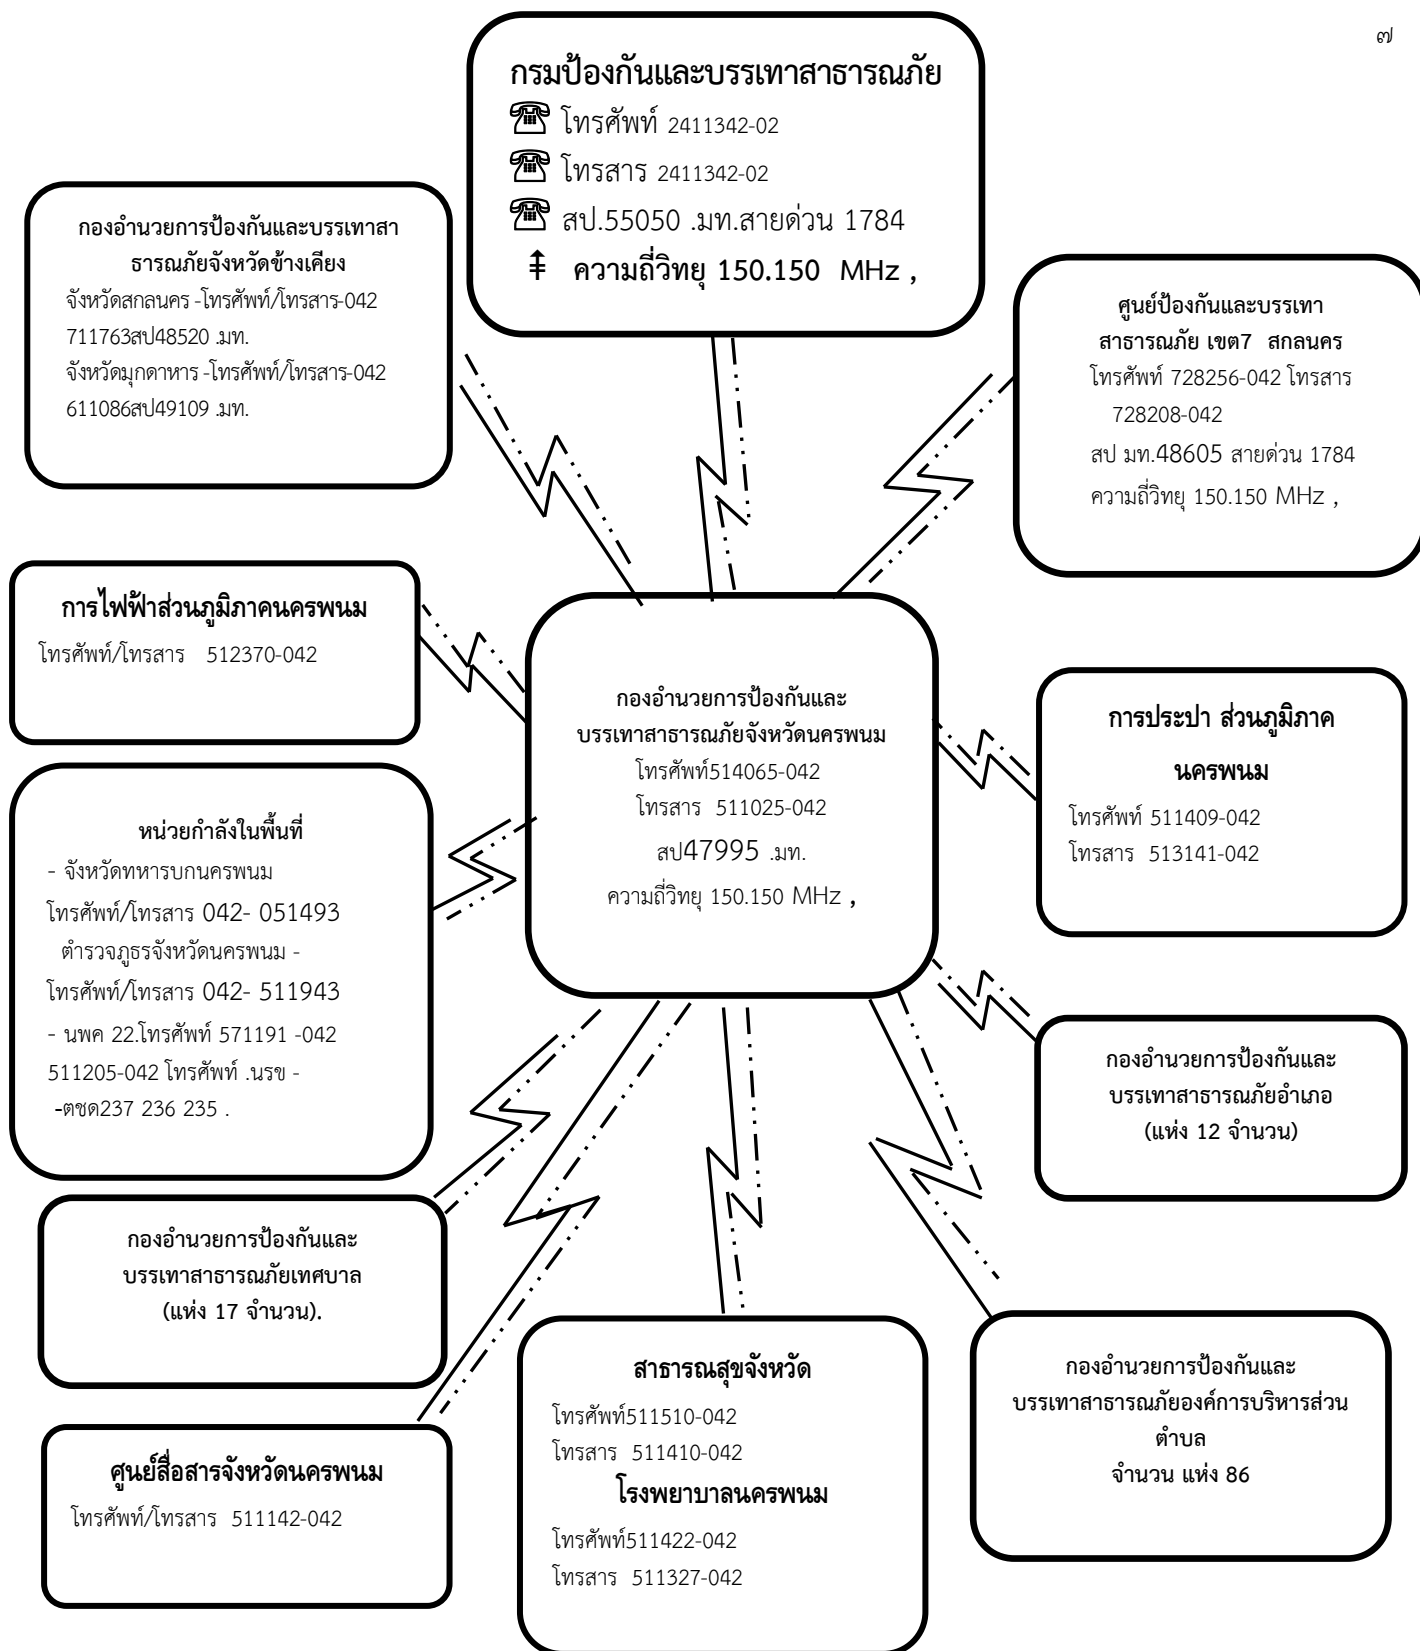 ๗
กรมป้องกันและบรรเทาสาธารณภัย
โทรศัพท์ 2411342-02
โทรสาร 2411342-02
สป.55050 .มท.สายด่วน 1784
ความถี่วิทยุ 150.150 MHz ,
กองอำนวยการป้องกันและบรรเทาสา
ธารณภัยจังหวัดข้างเคียง
จังหวัดสกลนคร -โทรศัพท์/โทรสาร-042
711763สป48520 .มท.
จังหวัดมุกดาหาร -โทรศัพท์/โทรสาร-042
611086สป49109 .มท.
ศูนย์ป้องกันและบรรเทา
สาธารณภัย เขต7 สกลนคร
โทรศัพท์ 728256-042 โทรสาร
728208-042
สป มท.48605 สายด่วน 1784
ความถี่วิทยุ 150.150 MHz ,
การไฟฟ้าส่วนภูมิภาคนครพนม
โทรศัพท์/โทรสาร 512370-042
กองอำนวยการป้องกันและ
บรรเทาสาธารณภัยจังหวัดนครพนม
โทรศัพท์514065-042
โทรสาร 511025-042
สป47995 .มท.
ความถี่วิทยุ 150.150 MHz ,
การประปา ส่วนภูมิภาค
นครพนม
โทรศัพท์ 511409-042
โทรสาร 513141-042
หน่วยกำลังในพื้นที่
- จังหวัดทหารบกนครพนม
โทรศัพท์/โทรสาร 042- 051493
ตำรวจภูธรจังหวัดนครพนม -
โทรศัพท์/โทรสาร 042- 511943
- นพค 22.โทรศัพท์ 571191 -042
511205-042 โทรศัพท์ .นรข -
-ตชด237 236 235 .
กองอำนวยการป้องกันและ
บรรเทาสาธารณภัยอำเภอ
(แห่ง 12 จำนวน)
กองอำนวยการป้องกันและ
บรรเทาสาธารณภัยเทศบาล
(แห่ง 17 จำนวน).
สาธารณสุขจังหวัด
โทรศัพท์511510-042
โทรสาร 511410-042
โรงพยาบาลนครพนม
โทรศัพท์511422-042
โทรสาร 511327-042
กองอำนวยการป้องกันและ
บรรเทาสาธารณภัยองค์การบริหารส่วน
ตำบล
จำนวน แห่ง 86
ศูนย์สื่อสารจังหวัดนครพนม
โทรศัพท์/โทรสาร 511142-042